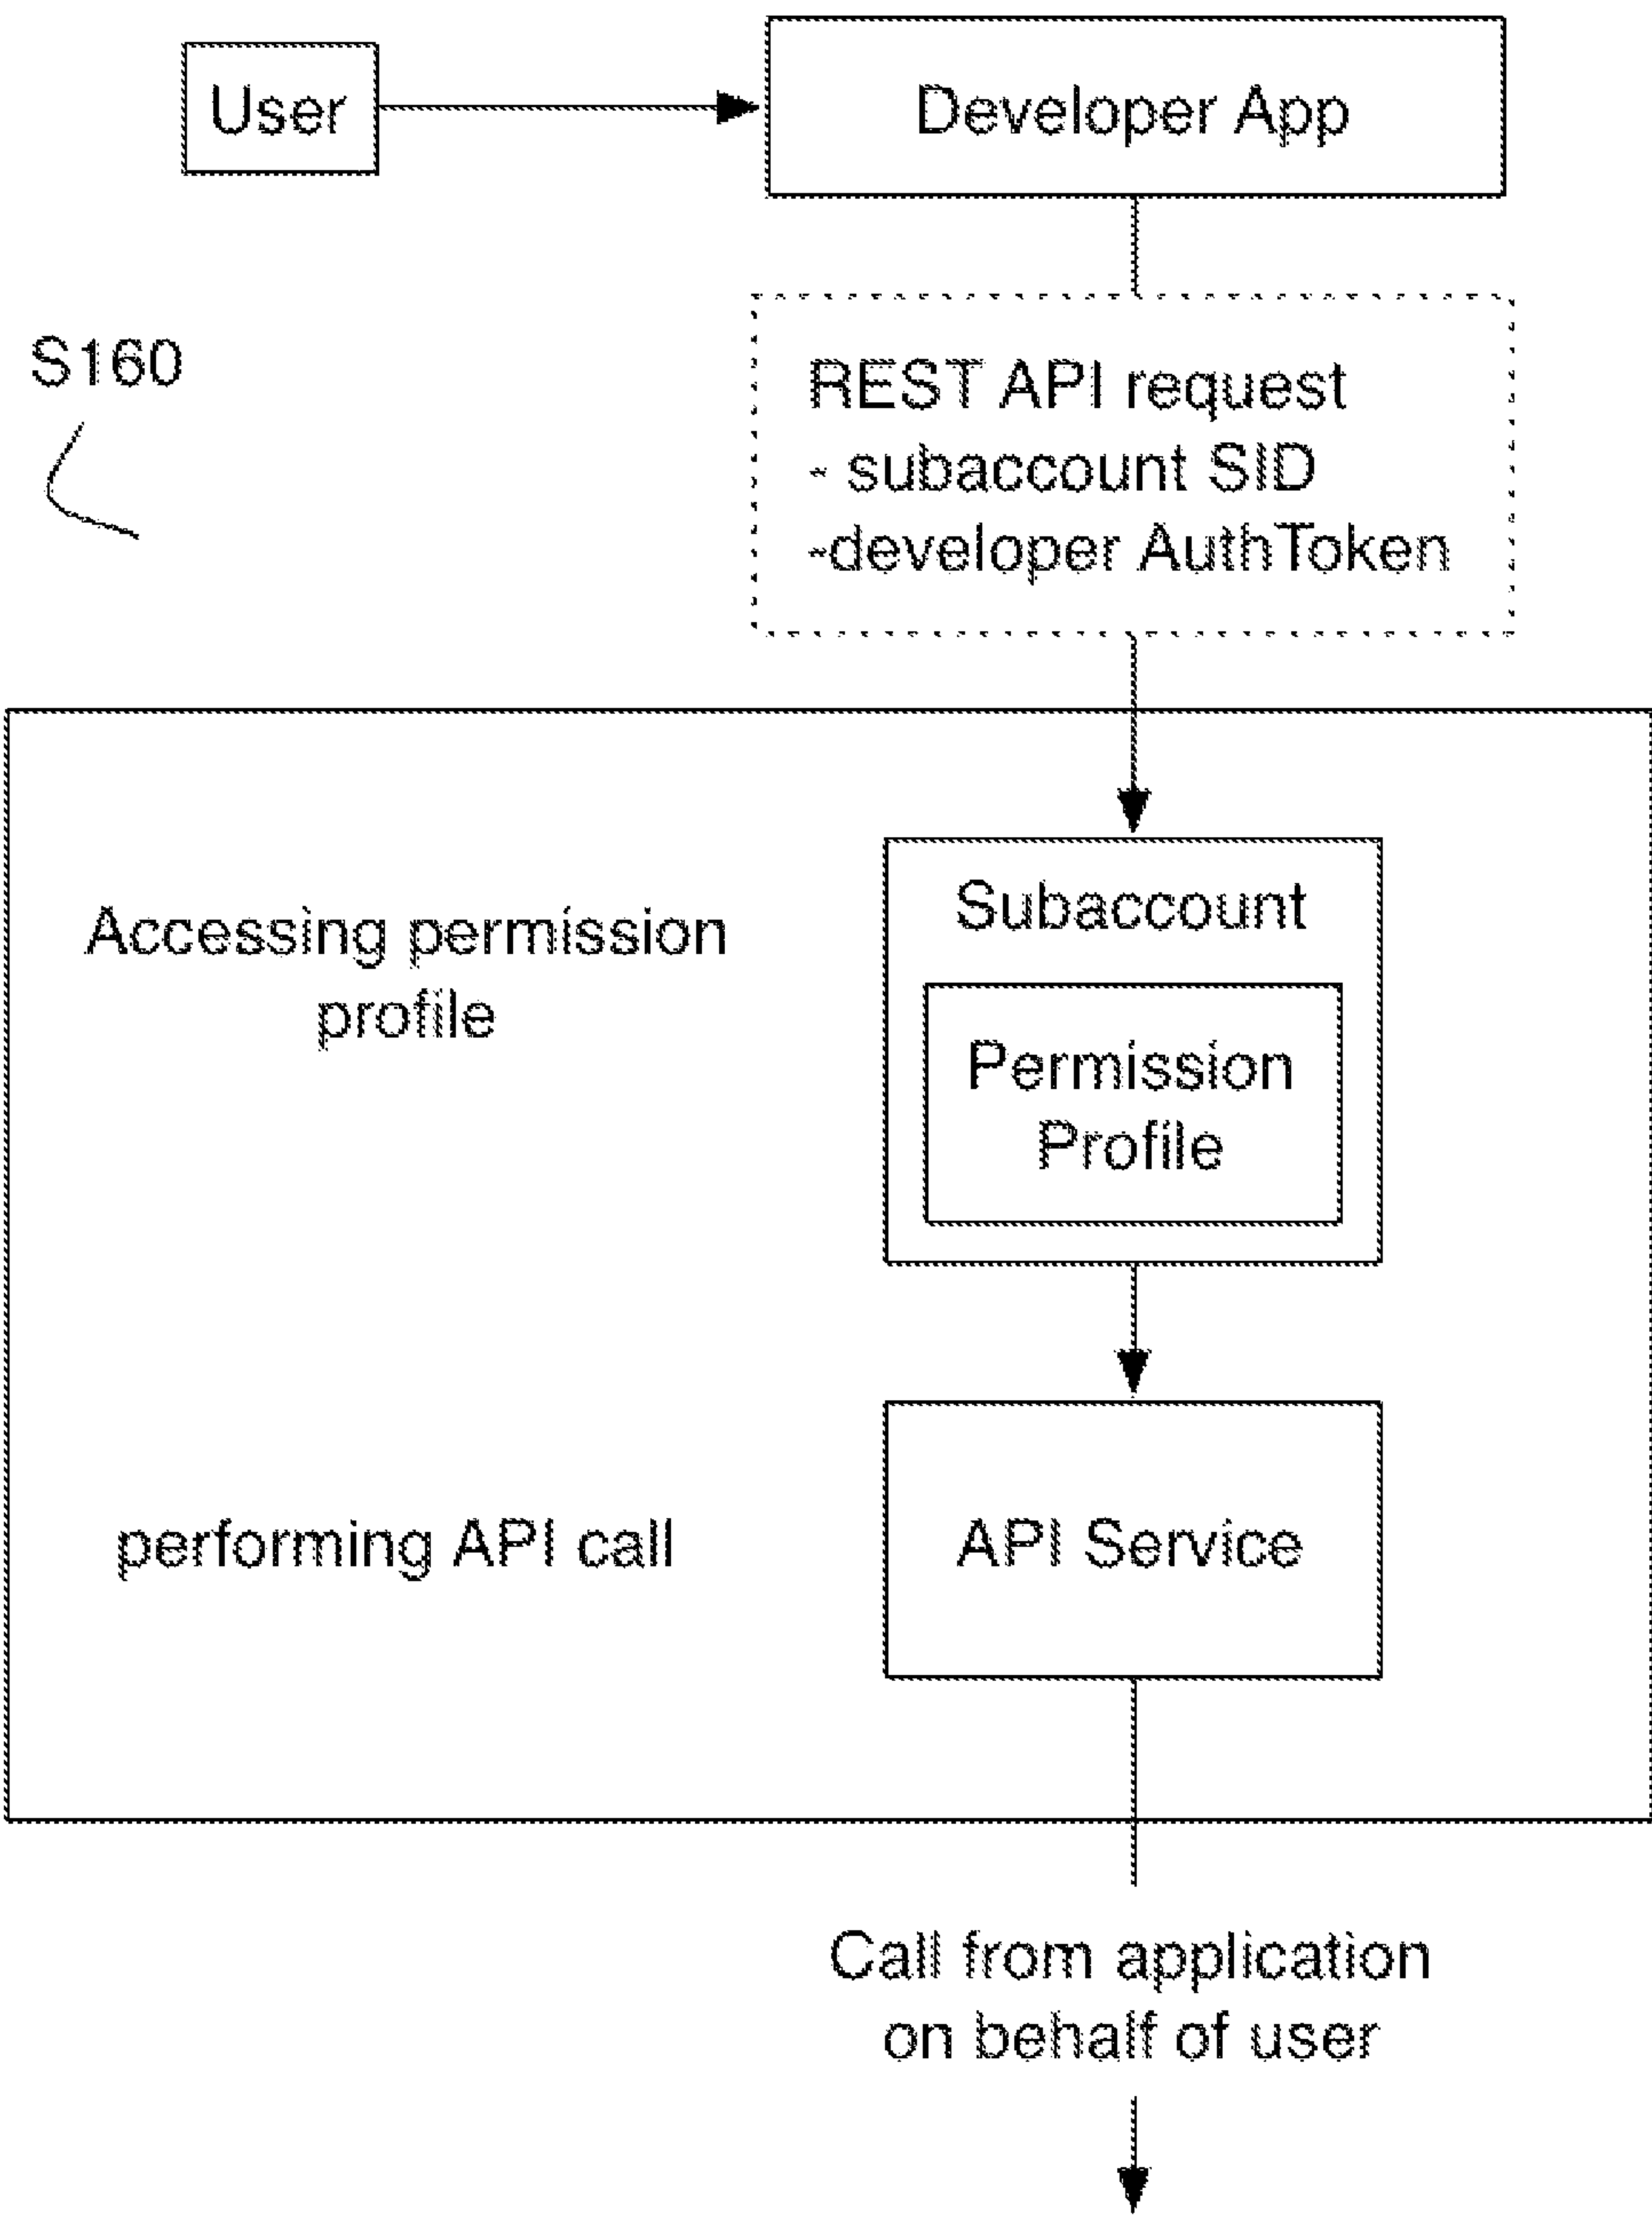 User
Developer App
S160
REST API request
- subaccount SID
-developer AuthToken
Accessing permission
profile
Subaccount
Permission
Profile
performing API call
API Service
Call from application
on behalf of user